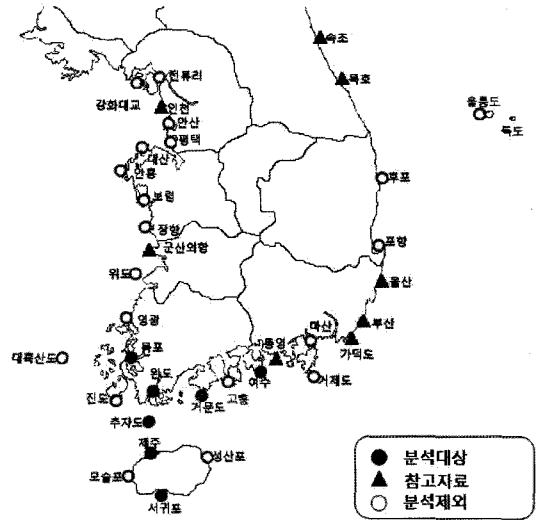 속초
묵호
울릉도
독도
전류리
강화대교
인천
안산
평택
대산
안흥
후포
보령
장항
군산외항
포항
위도
울산
영광
마산
부산
통영
가덕도
대흑산도
목포
완도
여수
거제도
진도
고흥
거문도
추자도
제주
성산포
모슬포
서귀포
분석대상
참고자료
분석제외